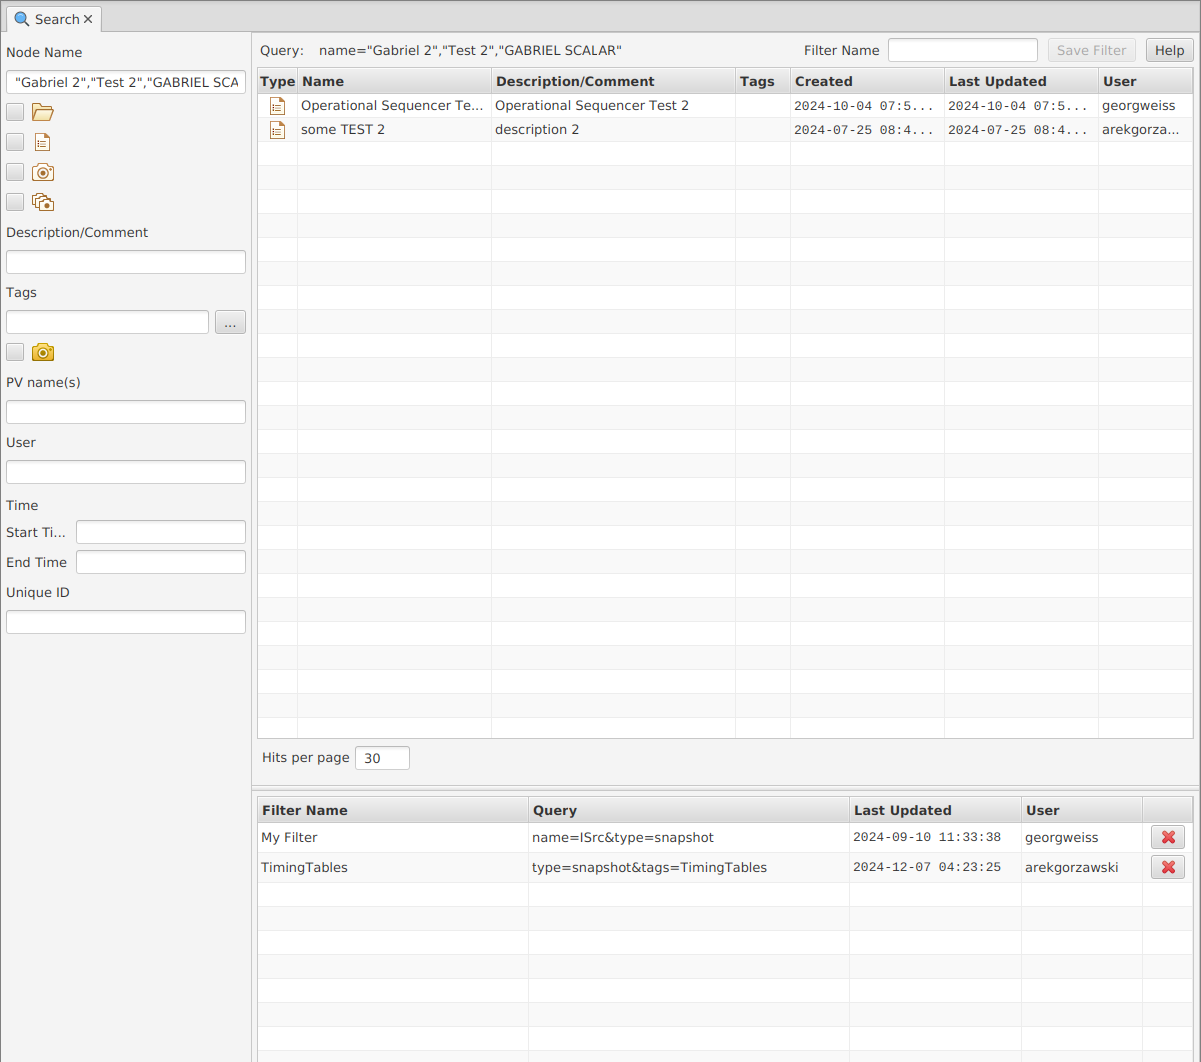 Search
Node Name
"Gabriel 2","Test 2","GABRIEL SCA
Description/Comment
Tags
...
PV name(s)
User
Time
Start Ti...
End Time
Unique ID
Query: name="Gabriel 2","Test 2","GABRIEL SCALAR"
Filter Name Save Filter Help
Type Name Description/Comment Tags Created Last Updated User
Operational Sequencer Te... Operational Sequencer Test 2 2024-10-04 07:5... 2024-10-04 07:5... georgweiss
some TEST 2 description 2 2024-07-25 08:4... 2024-07-25 08:4... arekgorza...
Hits per page 30
Filter Name Query Last Updated User
My Filter name=ISrc&type=snapshot 2024-09-10 11:33:38 georgweiss
TimingTables type=snapshot&tags=TimingTables 2024-12-07 04:23:25 arekgorzawski